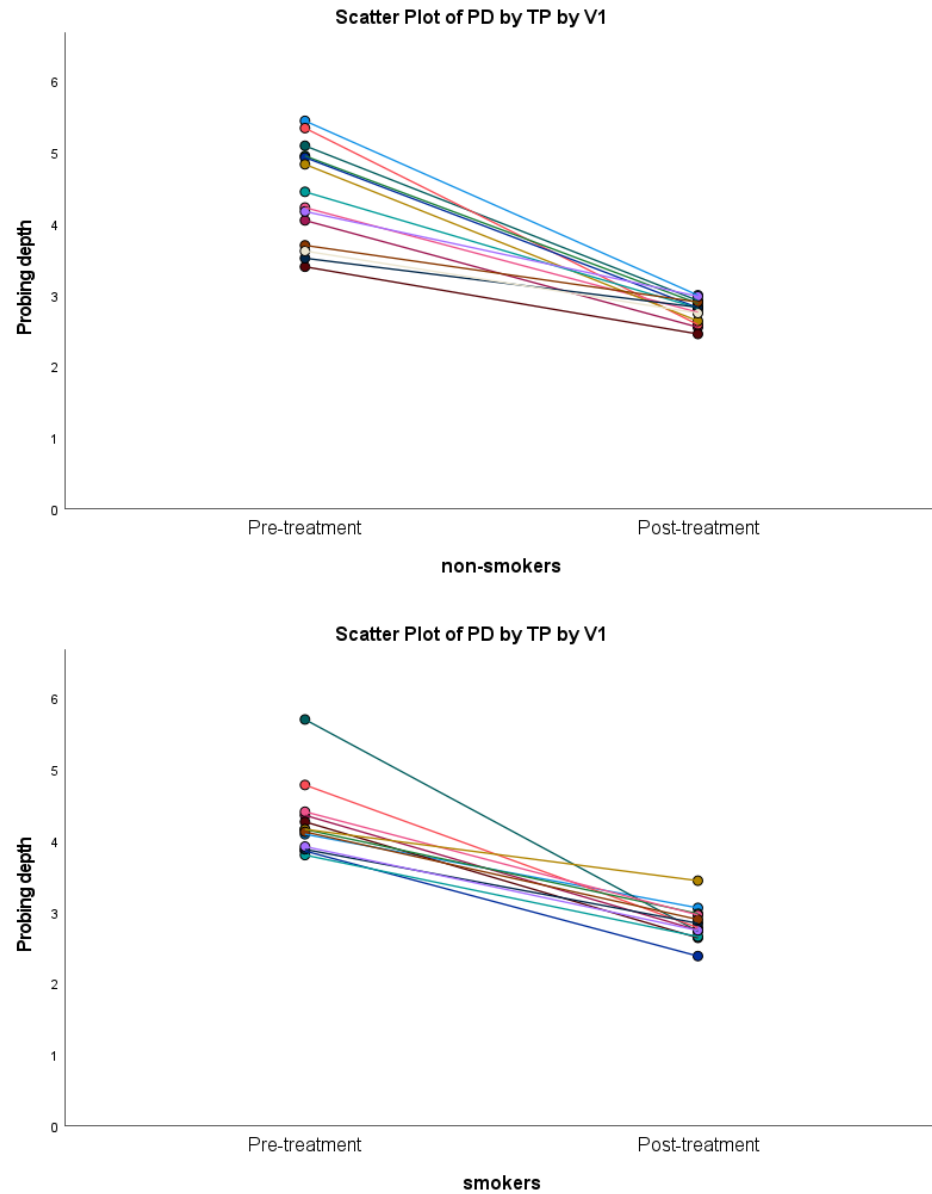 Scatter Plot of PD by TP by V1
6
5
4
3
2
1
0
Probing depth
Pre-treatment Post-treatment
non-smokers
Scatter Plot of PD by TP by V1
6
5
4
3
2
1
0
Probing depth
Pre-treatment Post-treatment
smokers